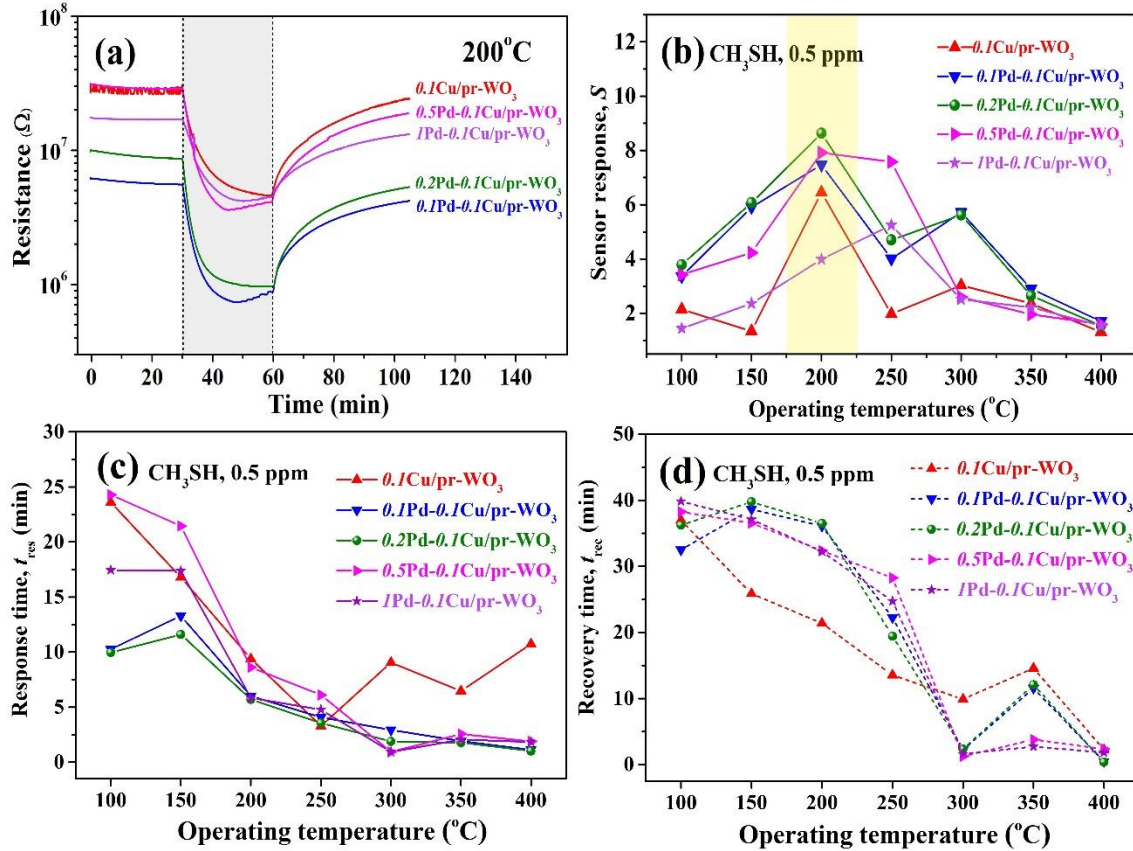 (a)
200°C
0.1Cu/pr-WO₃
0.5Pd-0.1Cu/pr-WO₃
1Pd-0.1Cu/pr-WO₃
0.2Pd-0.1Cu/pr-WO₃
0.1Pd-0.1Cu/pr-WO₃
10⁸
10⁷
10⁶
Resistance (Ω)
0 20 40 60 80 100 120 140
Time (min)
(b)
CH₃SH, 0.5 ppm
0.1Cu/pr-WO₃
0.1Pd-0.1Cu/pr-WO₃
0.2Pd-0.1Cu/pr-WO₃
0.5Pd-0.1Cu/pr-WO₃
1Pd-0.1Cu/pr-WO₃
12
10
8
6
4
2
Sensor response, S
100 150 200 250 300 350 400
Operating temperatures (°C)
(c)
CH₃SH, 0.5 ppm
0.1Cu/pr-WO₃
0.1Pd-0.1Cu/pr-WO₃
0.2Pd-0.1Cu/pr-WO₃
0.5Pd-0.1Cu/pr-WO₃
1Pd-0.1Cu/pr-WO₃
30
25
20
15
10
5
0
Response time, tres (min)
100 150 200 250 300 350 400
Operating temperature (°C)
(d)
CH₃SH, 0.5 ppm
0.1Cu/pr-WO₃
0.1Pd-0.1Cu/pr-WO₃
0.2Pd-0.1Cu/pr-WO₃
0.5Pd-0.1Cu/pr-WO₃
1Pd-0.1Cu/pr-WO₃
50
40
30
20
10
0
Recovery time, trec (min)
100 150 200 250 300 350 400
Operating temperature (°C)